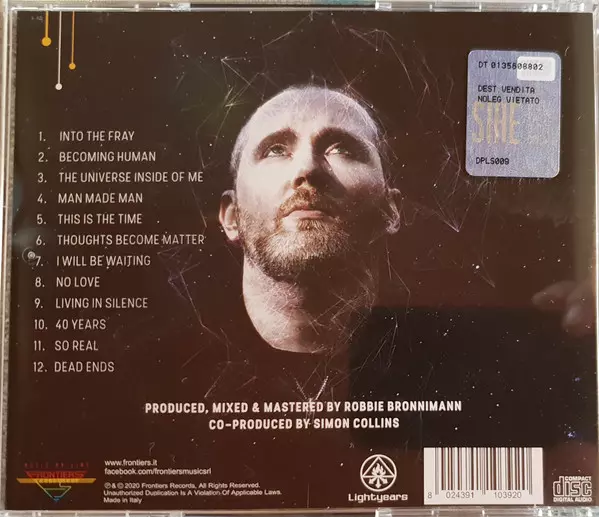 DT 0135808802
DEST VENDITA
NOLEG VIETATO
SIAE
DPLS009
1. INTO THE FRAY
2. BECOMING HUMAN
3. THE UNIVERSE INSIDE OF ME
4. MAN MADE MAN
5. THIS IS THE TIME
6. THOUGHTS BECOME MATTER
7. I WILL BE WAITING
8. NO LOVE
9. LIVING IN SILENCE
10. 40 YEARS
11. SO REAL
12. DEAD ENDS
PRODUCED, MIXED & MASTERED BY ROBBIE BRONNIMANN
CO-PRODUCED BY SIMON COLLINS
FRONTIERS
www.frontiers.it
facebook.com/frontiersmusicsrl
℗ & © 2020 Frontiers Records, All Rights Reserved.
Unauthorized Duplication Is A Violation Of Applicable Laws.
Made in Italy
Lightyears
8 024391 103920
COMPACT
disc
DIGITAL AUDIO